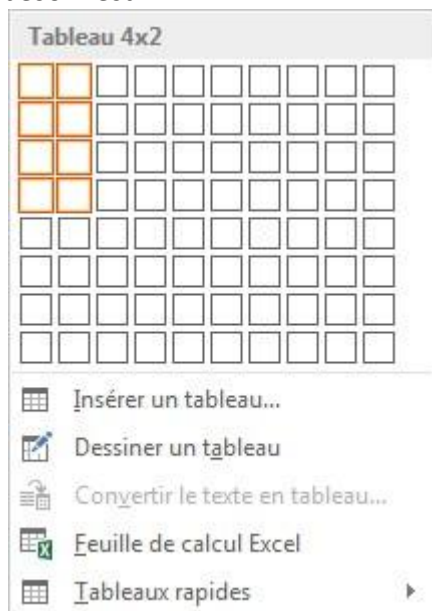 Tableau 4x2
Insérer un tableau...
Dessiner un tableau
Convertir le texte en tableau...
Feuille de calcul Excel
Tableaux rapides